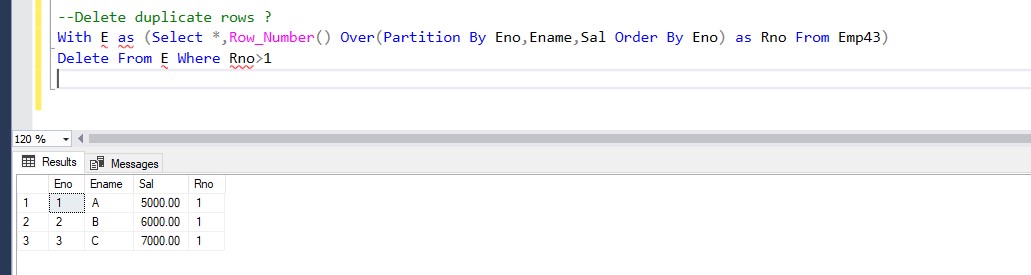 --Delete duplicate rows ?
With E as (Select *,Row_Number() Over(Partition By Eno,Ename,Sal Order By Eno) as Rno From Emp43)
Delete From E Where Rno>1
120 %
Results Messages
Eno Ename Sal Rno
1 1 A 5000.00 1
2 2 B 6000.00 1
3 3 C 7000.00 1